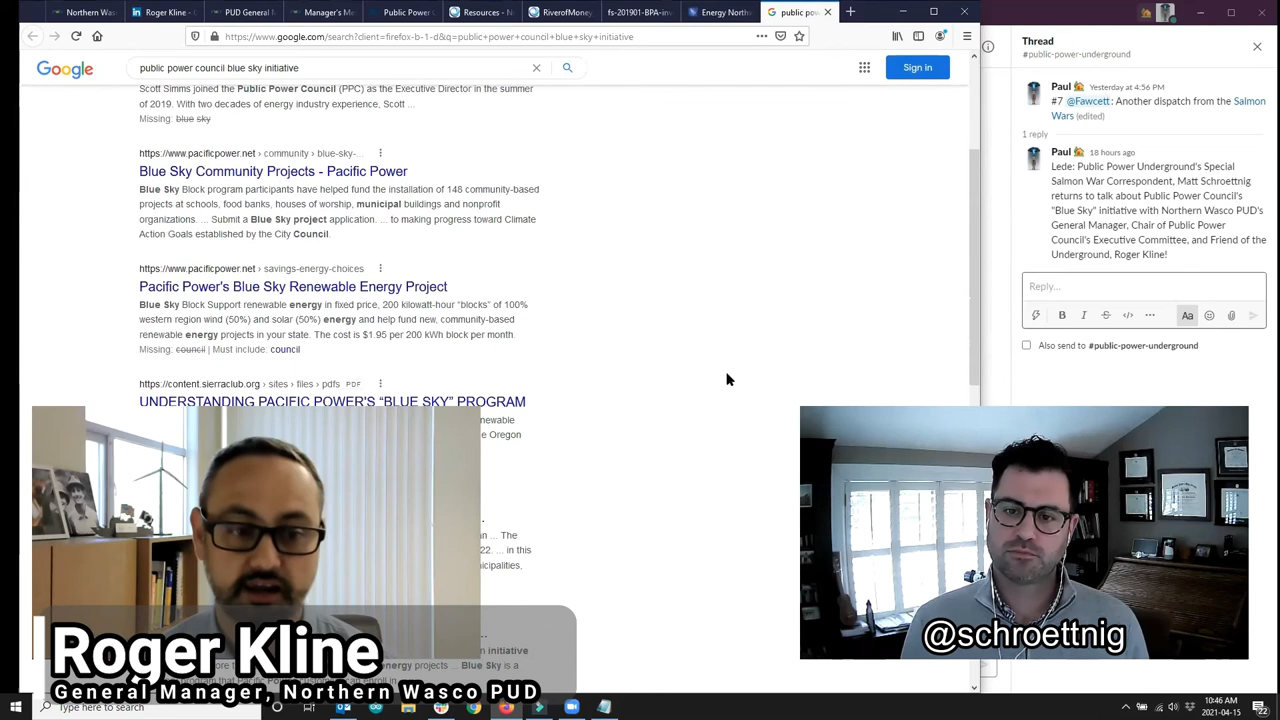 Northern Wasco
Roger Kline -
PUD General M
Manager's Me
Public Power
Resources - No
RiverofMoney
fs-201901-BPA-inv
Energy North
public pow
https://www.google.com/search?client=firefox-b-1-d&q=public+power+council+blue+sky+initiative
Google
public power council blue sky initiative
Sign in
Scott Simms joined the Public Power Council (PPC) as the Executive Director in the summer
of 2019. With two decades of energy industry experience, Scott ...
Missing: blue sky
https://www.pacificpower.net › community › blue-sky-...
Blue Sky Community Projects - Pacific Power
Blue Sky Block program participants have helped fund the installation of 148 community-based
projects at schools, food banks, houses of worship, municipal buildings and nonprofit
organizations. ... Submit a Blue Sky project application. ... to making progress toward Climate
Action Goals established by the City Council.
https://www.pacificpower.net › savings-energy-choices
Pacific Power's Blue Sky Renewable Energy Project
Blue Sky Block Support renewable energy in fixed price, 200 kilowatt-hour “blocks” of 100%
western region wind (50%) and solar (50%) energy and help fund new, community-based
renewable energy projects in your state. The cost is $1.95 per 200 kWh block per month.
Missing: council | Must include: council
https://content.sierraclub.org › sites › files › pdfs PDF
UNDERSTANDING PACIFIC POWER'S “BLUE SKY” PROGRAM
Oregon
an ... The
22. ... in this
initiative
energy projects ... Blue Sky is a
Thread
#public-power-underground
Paul Yesterday at 4:56 PM
#7 @Fawcett: Another dispatch from the Salmon
Wars (edited)
1 reply
Paul 18 hours ago
Lede: Public Power Underground's Special
Salmon War Correspondent, Matt Schroettnig
returns to talk about Public Power Council's
"Blue Sky" initiative with Northern Wasco PUD's
General Manager, Chair of Public Power
Council's Executive Committee, and Friend of the
Underground, Roger Kline!
Reply...
Also send to #public-power-underground
Roger Kline
General Manager, Northern Wasco PUD
@schroettnig
Type here to search
10:46 AM
2021-04-15
22